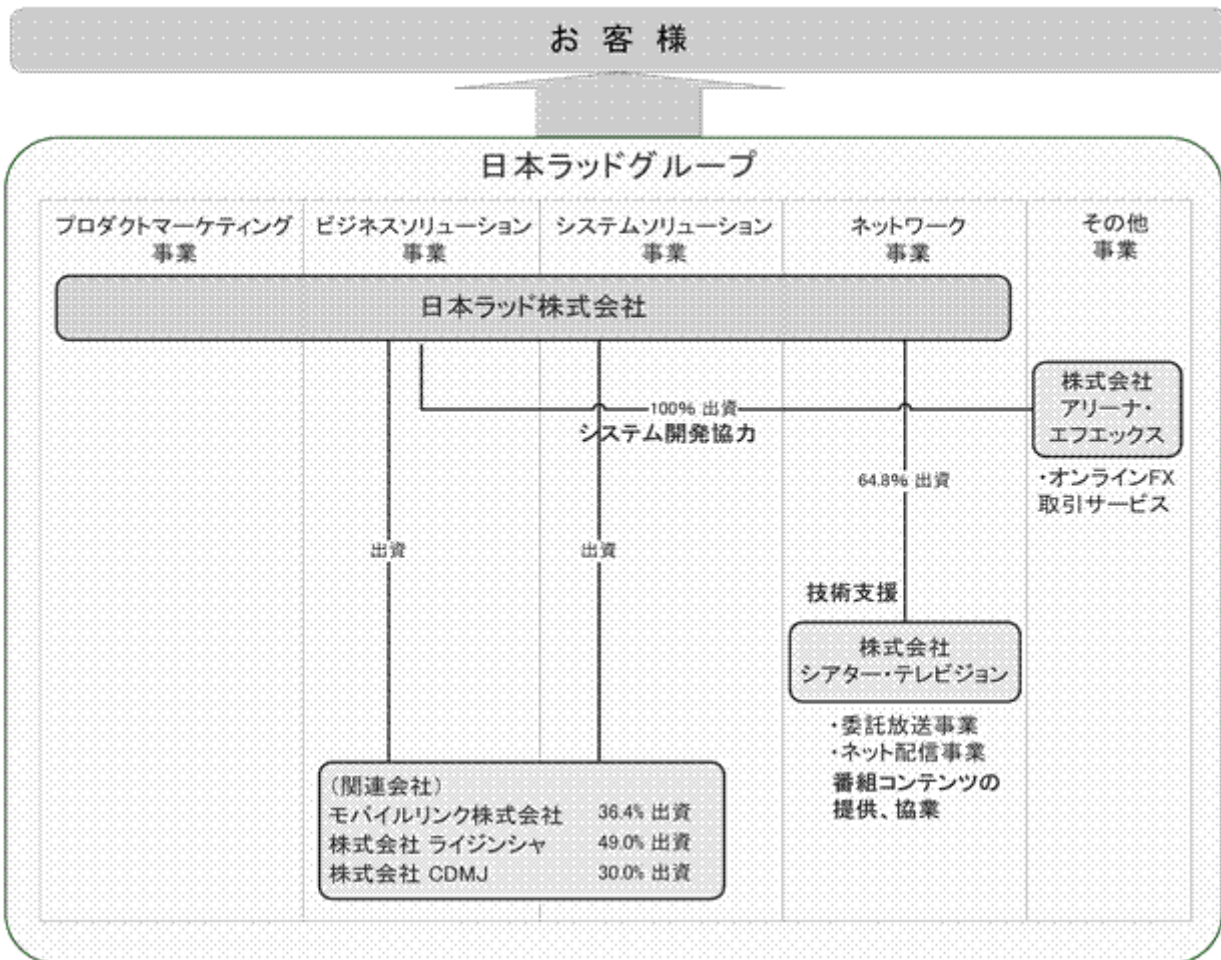 お客様
日本ラッドグループ
プロダクトマーケティング
事業
ビジネスソリューション
事業
システムソリューション
事業
ネットワーク
事業
その他
事業
日本ラッド株式会社
株式会社
アリーナ・
エフエックス
・オンラインFX
取引サービス
100% 出資
システム開発協力
64.8% 出資
出資
出資
技術支援
株式会社
シアター・テレビジョン
・委託放送事業
・ネット配信事業
番組コンテンツの
提供、協業
（関連会社）
モバイルリンク株式会社 36.4% 出資
株式会社 ライジンシャ 49.0% 出資
株式会社 CDMJ 30.0% 出資